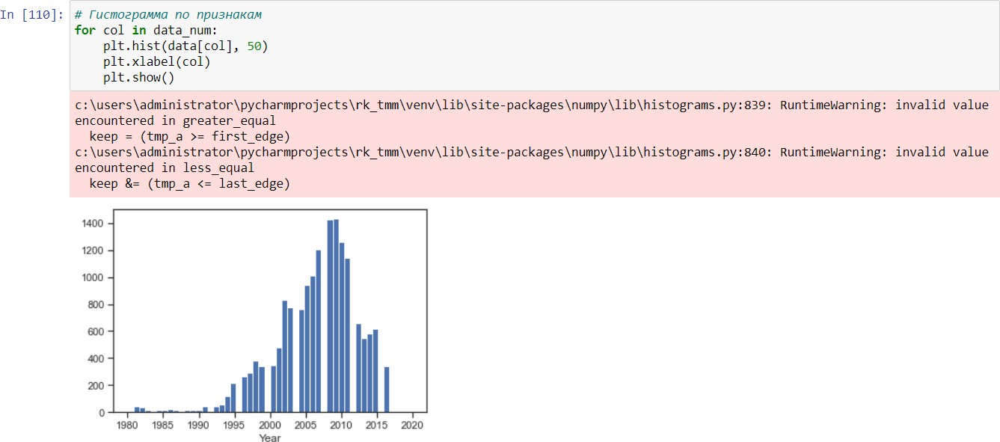 In [110]: # Гистограмма по признакам
for col in data_num:
    plt.hist(data[col], 50)
    plt.xlabel(col)
    plt.show()
c:\users\administrator\pycharmprojects\rk_tmm\venv\lib\site-packages\numpy\lib\histograms.py:839: RuntimeWarning: invalid value
encountered in greater_equal
  keep = (tmp_a >= first_edge)
c:\users\administrator\pycharmprojects\rk_tmm\venv\lib\site-packages\numpy\lib\histograms.py:840: RuntimeWarning: invalid value
encountered in less_equal
  keep &= (tmp_a <= last_edge)
1400
1200
1000
800
600
400
200
0
1980 1985 1990 1995 2000 2005 2010 2015 2020
Year